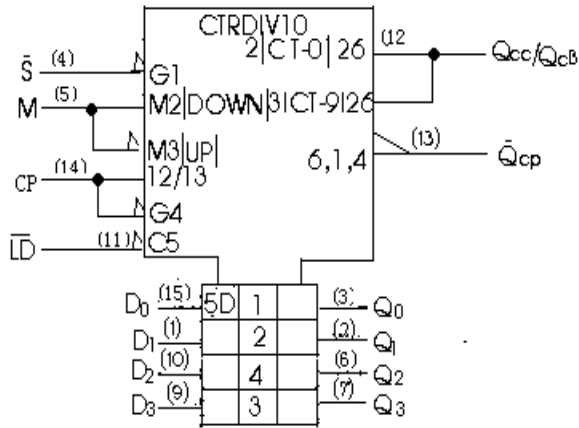 CTRDIV10
2|CT-0| 26 (12 Qcc/QcB
S̄ (4) G1
M (5) M2|DOWN|3|CT-9|26
M3|UP| (13)
6,1,4 Q̄cp
CP (14) 12/13
G4
L̅D̅ (11) C5
D0 (15) 5D 1 (3) Q0
D1 (1) 2 (2) Q1
D2 (10) 4 (6) Q2
D3 (9) 3 (7) Q3